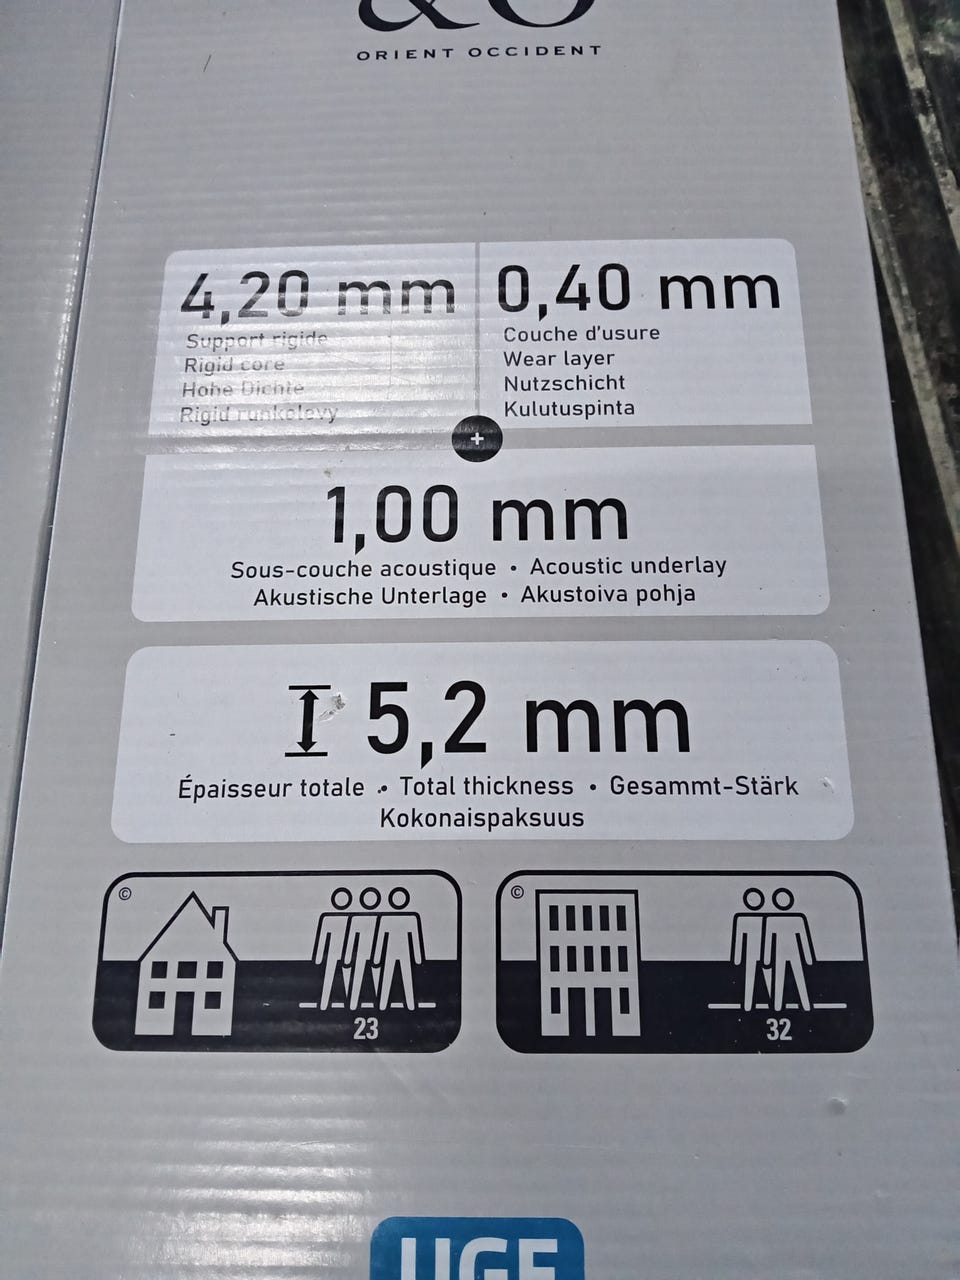 &O
ORIENT OCCIDENT
4,20 mm
Support rigide
Rigid core
Hohe Dichte
Rigid runkolevy
0,40 mm
Couche d'usure
Wear layer
Nutzschicht
Kulutuspinta
+
1,00 mm
Sous-couche acoustique • Acoustic underlay
Akustische Unterlage • Akustoiva pohja
5,2 mm
Épaisseur totale • Total thickness • Gesammt-Stärk
Kokonaispaksuus
©
23
©
32